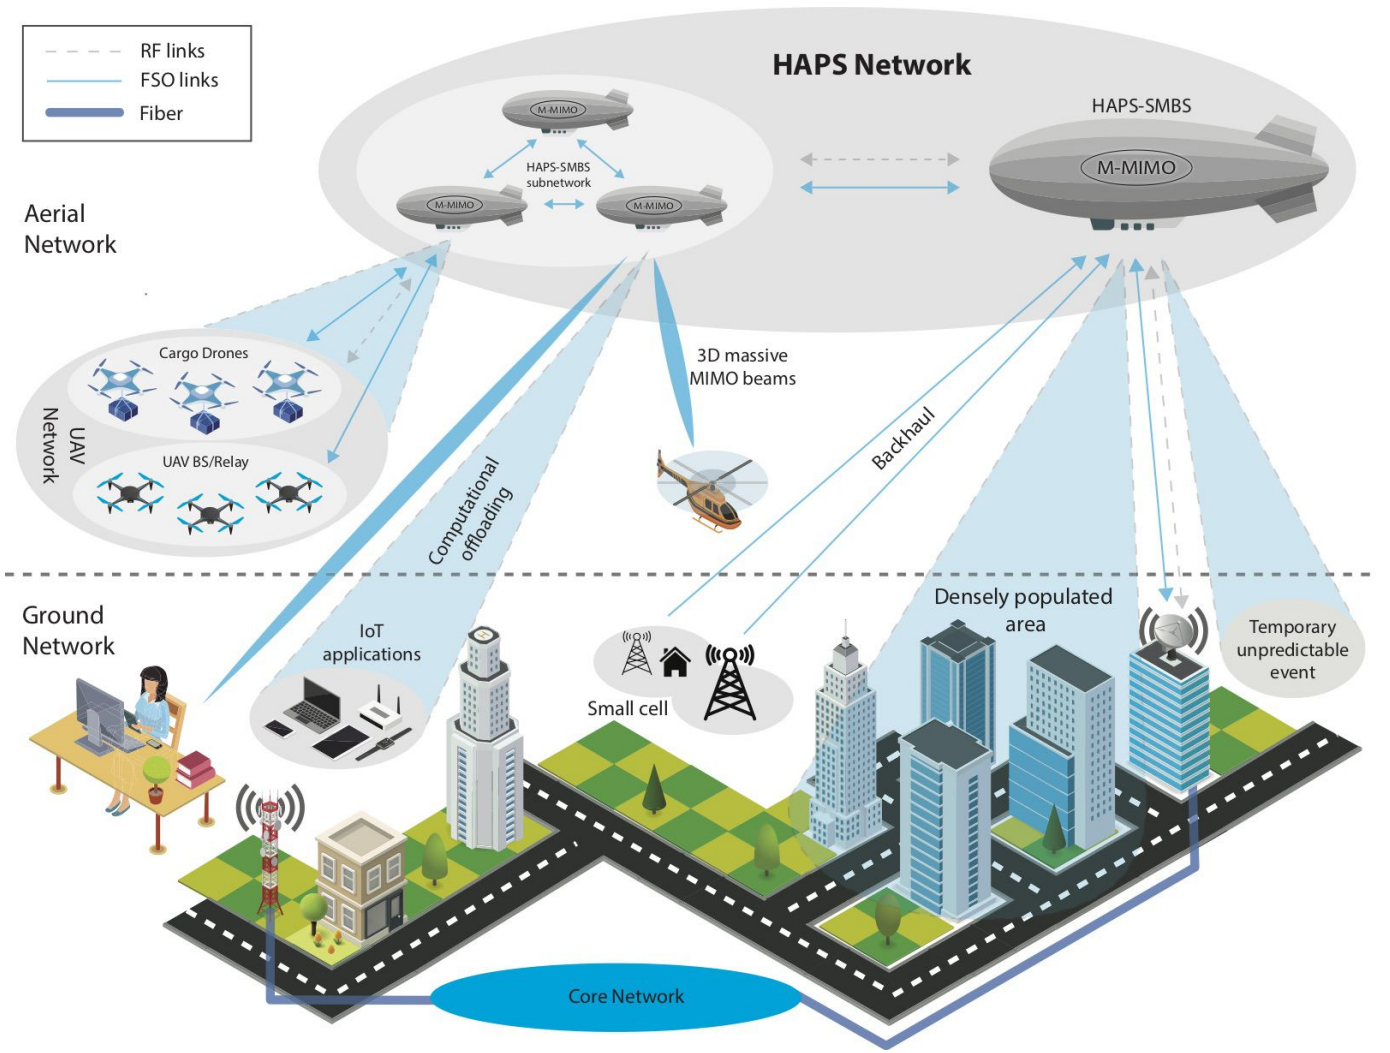 RF links
FSO links
Fiber
HAPS Network
HAPS-SMBS
M-MIMO
M-MIMO
HAPS-SMBS
subnetwork
M-MIMO
M-MIMO
Aerial
Network
Cargo Drones
UAV
Network
UAV BS/Relay
3D massive
MIMO beams
Backhaul
Computational
offloading
Ground
Network
IoT
applications
Small cell
Densely populated
area
Temporary
unpredictable
event
H
Core Network